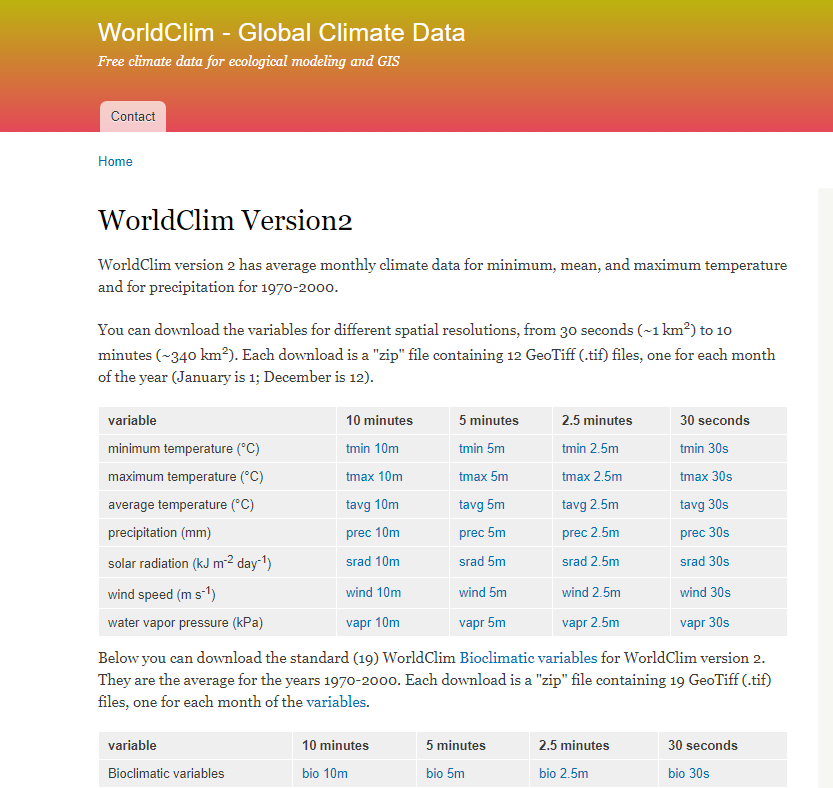 WorldClim - Global Climate Data
Free climate data for ecological modeling and GIS
Contact
Home
WorldClim Version2
WorldClim version 2 has average monthly climate data for minimum, mean, and maximum temperature
and for precipitation for 1970-2000.
You can download the variables for different spatial resolutions, from 30 seconds (~1 km²) to 10
minutes (~340 km²). Each download is a "zip" file containing 12 GeoTiff (.tif) files, one for each month
of the year (January is 1; December is 12).
variable 10 minutes 5 minutes 2.5 minutes 30 seconds
minimum temperature (°C) tmin 10m tmin 5m tmin 2.5m tmin 30s
maximum temperature (°C) tmax 10m tmax 5m tmax 2.5m tmax 30s
average temperature (°C) tavg 10m tavg 5m tavg 2.5m tavg 30s
precipitation (mm) prec 10m prec 5m prec 2.5m prec 30s
solar radiation (kJ m⁻² day⁻¹) srad 10m srad 5m srad 2.5m srad 30s
wind speed (m s⁻¹) wind 10m wind 5m wind 2.5m wind 30s
water vapor pressure (kPa) vapr 10m vapr 5m vapr 2.5m vapr 30s
Below you can download the standard (19) WorldClim Bioclimatic variables for WorldClim version 2.
They are the average for the years 1970-2000. Each download is a "zip" file containing 19 GeoTiff (.tif)
files, one for each month of the variables.
variable 10 minutes 5 minutes 2.5 minutes 30 seconds
Bioclimatic variables bio 10m bio 5m bio 2.5m bio 30s